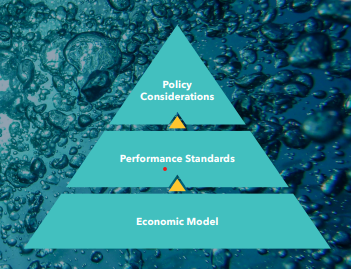 Policy
Considerations
Performance Standards
Economic Model